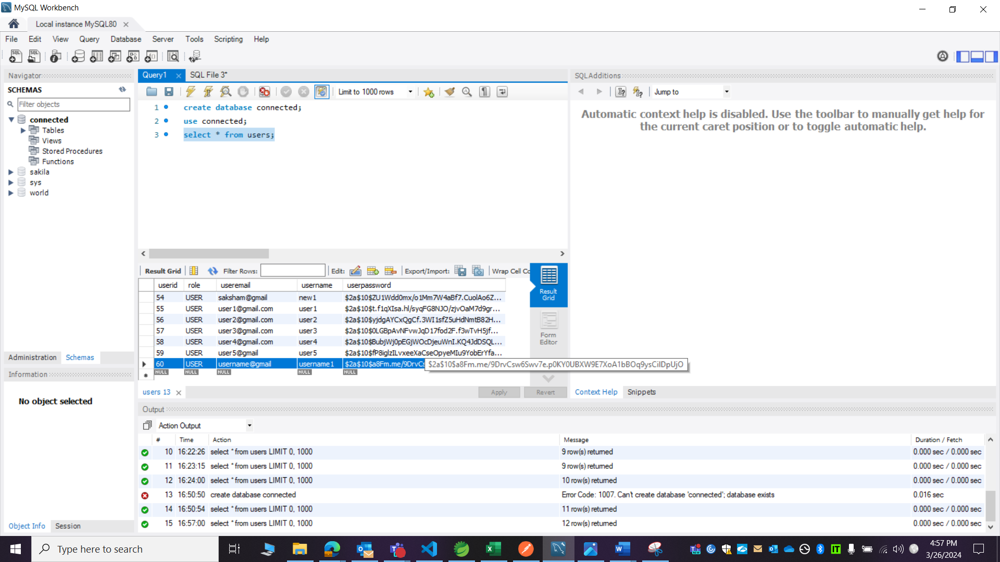 MySQL Workbench
Local instance MySQL80
File Edit View Query Database Server Tools Scripting Help
Navigator
SCHEMAS
Filter objects
connected
Tables
Views
Stored Procedures
Functions
sakila
sys
world
Administration Schemas
Information
No object selected
Object Info Session
Query1 SQL File 3*
Limit to 1000 rows
1 create database connected;
2 use connected;
3 select * from users;
Result Grid Filter Rows: Edit: Export/Import: Wrap Cell Co
userid role useremail username userpassword
54 USER saksham@gmail new1 $2a$10$ZU1Wdd0mx/o1Mm7W4aBf7.CuolAo6Z...
55 USER user1@gmail.com user1 $2a$10$t.f1qXIsa.hl/syqFG8NJO/zjvOaM7d9gr...
56 USER user2@gmail.com user2 $2a$10$yjdgAYCxQgCf.3WI1sfZ5uHdNmtB82H...
57 USER user3@gmail.com user3 $2a$10$0LGBpAvNFvwJqD17fod2F.f3wTvH5jf...
58 USER user4@gmail.com user4 $2a$10$BubjWj0pEGjWOcDjeuWnI.KQ4JdDSQL...
59 USER user5@gmail user5 $2a$10$fP8iglzILvxeeXaCseOpyeMIu9YobErYfa...
60 USER username@gmail username1 $2a$10$a8Fm.me/9DrvCs
$2a$10$a8Fm.me/9DrvCsw6Swv7e.p0KY0UBXW9E7XoA1bBOq9ysCilDpUjO
NULL NULL NULL NULL NULL
Result
Grid
Form
Editor
users 13 Apply Revert
SQLAdditions
Jump to
Automatic context help is disabled. Use the toolbar to manually get help for
the current caret position or to toggle automatic help.
Context Help Snippets
Output
Action Output
# Time Action Message Duration / Fetch
10 16:22:26 select * from users LIMIT 0, 1000 9 row(s) returned 0.000 sec / 0.000 sec
11 16:23:15 select * from users LIMIT 0, 1000 9 row(s) returned 0.000 sec / 0.000 sec
12 16:24:00 select * from users LIMIT 0, 1000 10 row(s) returned 0.000 sec / 0.000 sec
13 16:50:50 create database connected Error Code: 1007. Can't create database 'connected'; database exists 0.016 sec
14 16:50:54 select * from users LIMIT 0, 1000 11 row(s) returned 0.000 sec / 0.000 sec
15 16:57:00 select * from users LIMIT 0, 1000 12 row(s) returned 0.000 sec / 0.000 sec
Type here to search
4:57 PM
3/26/2024